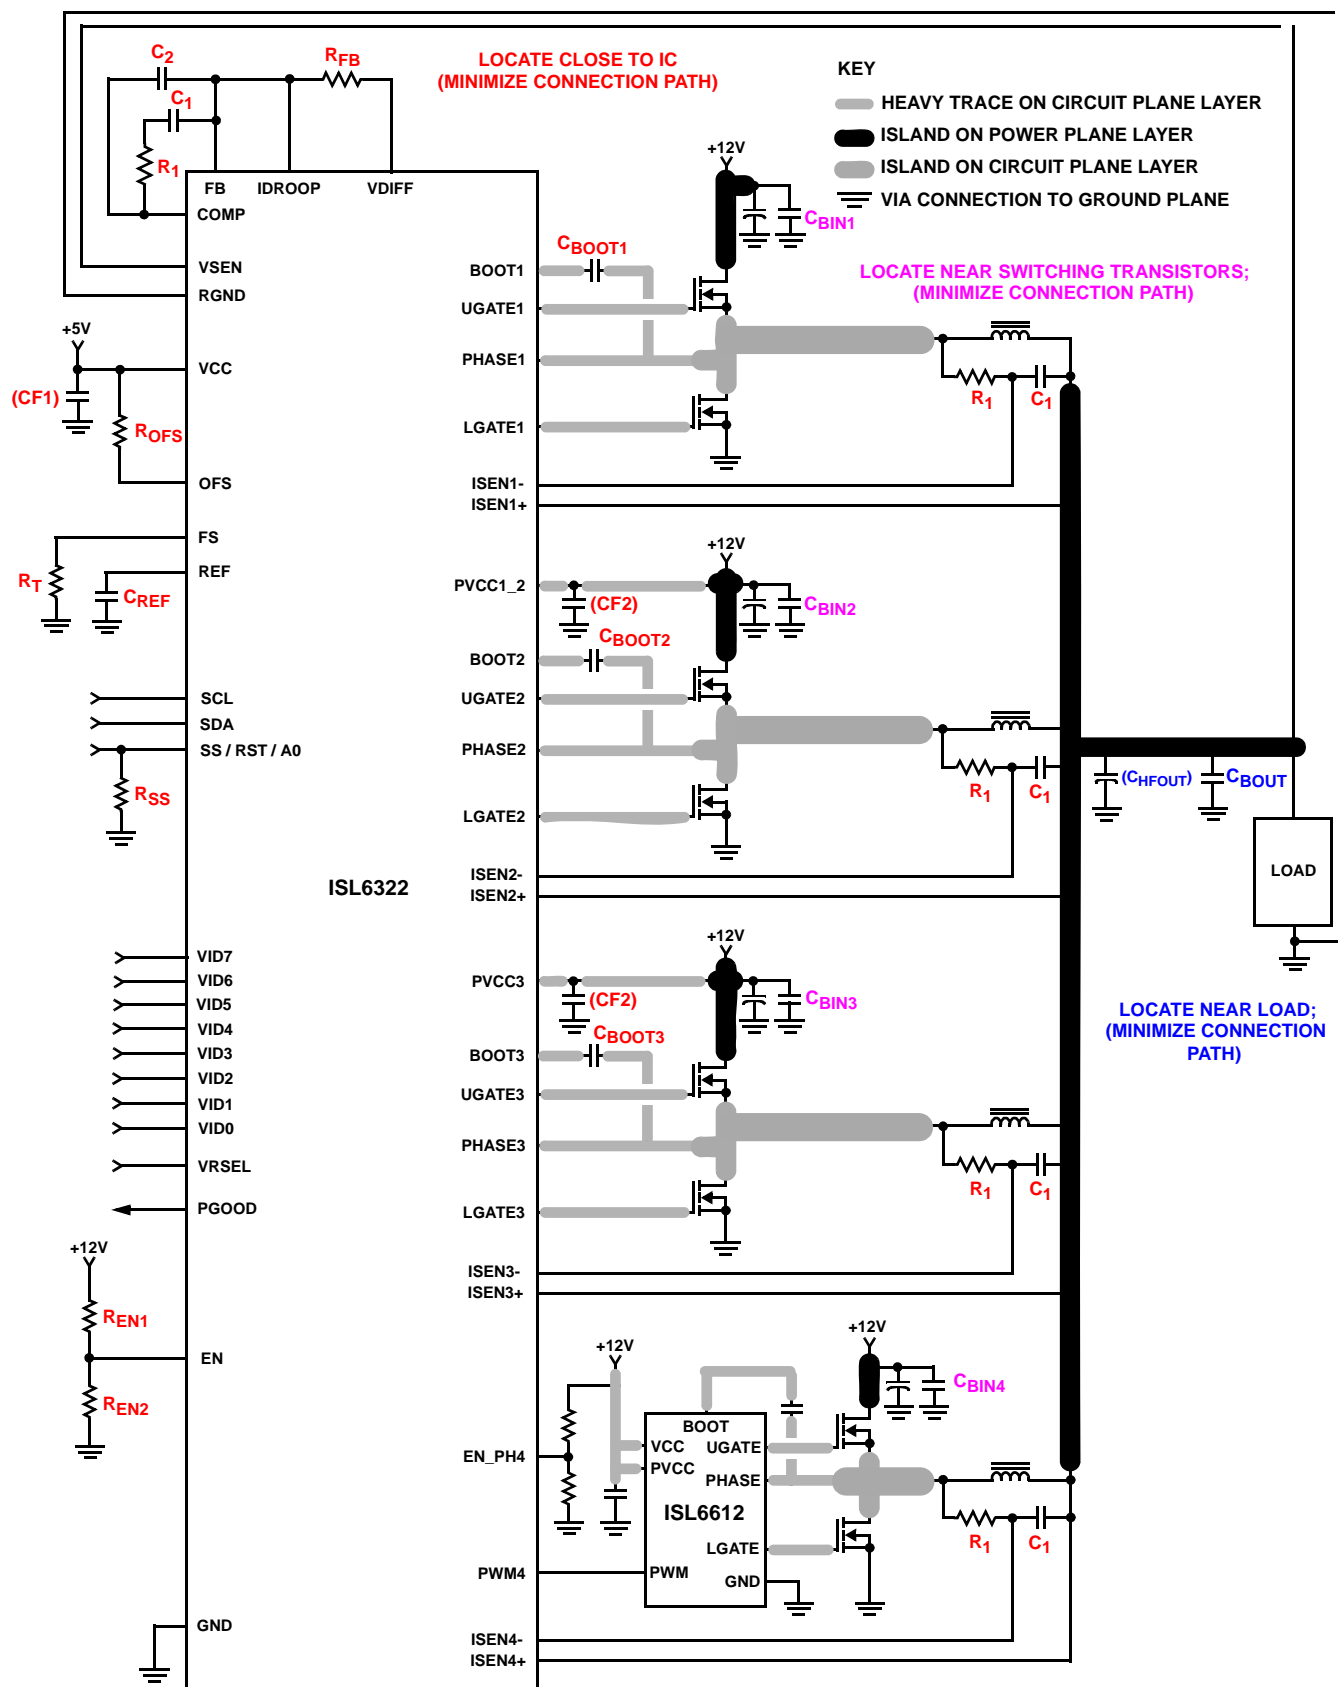 C2
RFB
C1
R1
LOCATE CLOSE TO IC
(MINIMIZE CONNECTION PATH)
KEY
HEAVY TRACE ON CIRCUIT PLANE LAYER
ISLAND ON POWER PLANE LAYER
ISLAND ON CIRCUIT PLANE LAYER
VIA CONNECTION TO GROUND PLANE
+12V
CBIN1
LOCATE NEAR SWITCHING TRANSISTORS;
(MINIMIZE CONNECTION PATH)
FB
IDROOP
VDIFF
COMP
VSEN
RGND
+5V
VCC
(CF1)
ROFS
OFS
FS
RT
REF
CREF
SCL
SDA
SS / RST / A0
RSS
ISL6322
VID7
VID6
VID5
VID4
VID3
VID2
VID1
VID0
VRSEL
PGOOD
+12V
REN1
EN
REN2
GND
BOOT1
CBOOT1
UGATE1
PHASE1
LGATE1
R1
C1
ISEN1-
ISEN1+
+12V
PVCC1_2
(CF2)
CBIN2
CBOOT2
BOOT2
UGATE2
PHASE2
LGATE2
R1
C1
ISEN2-
ISEN2+
(CHFOUT)
CBOUT
LOAD
LOCATE NEAR LOAD;
(MINIMIZE CONNECTION
PATH)
+12V
PVCC3
(CF2)
CBIN3
CBOOT3
BOOT3
UGATE3
PHASE3
LGATE3
R1
C1
ISEN3-
ISEN3+
+12V
+12V
CBIN4
EN_PH4
BOOT
VCC
UGATE
PVCC
PHASE
ISL6612
LGATE
PWM
GND
R1
C1
PWM4
ISEN4-
ISEN4+